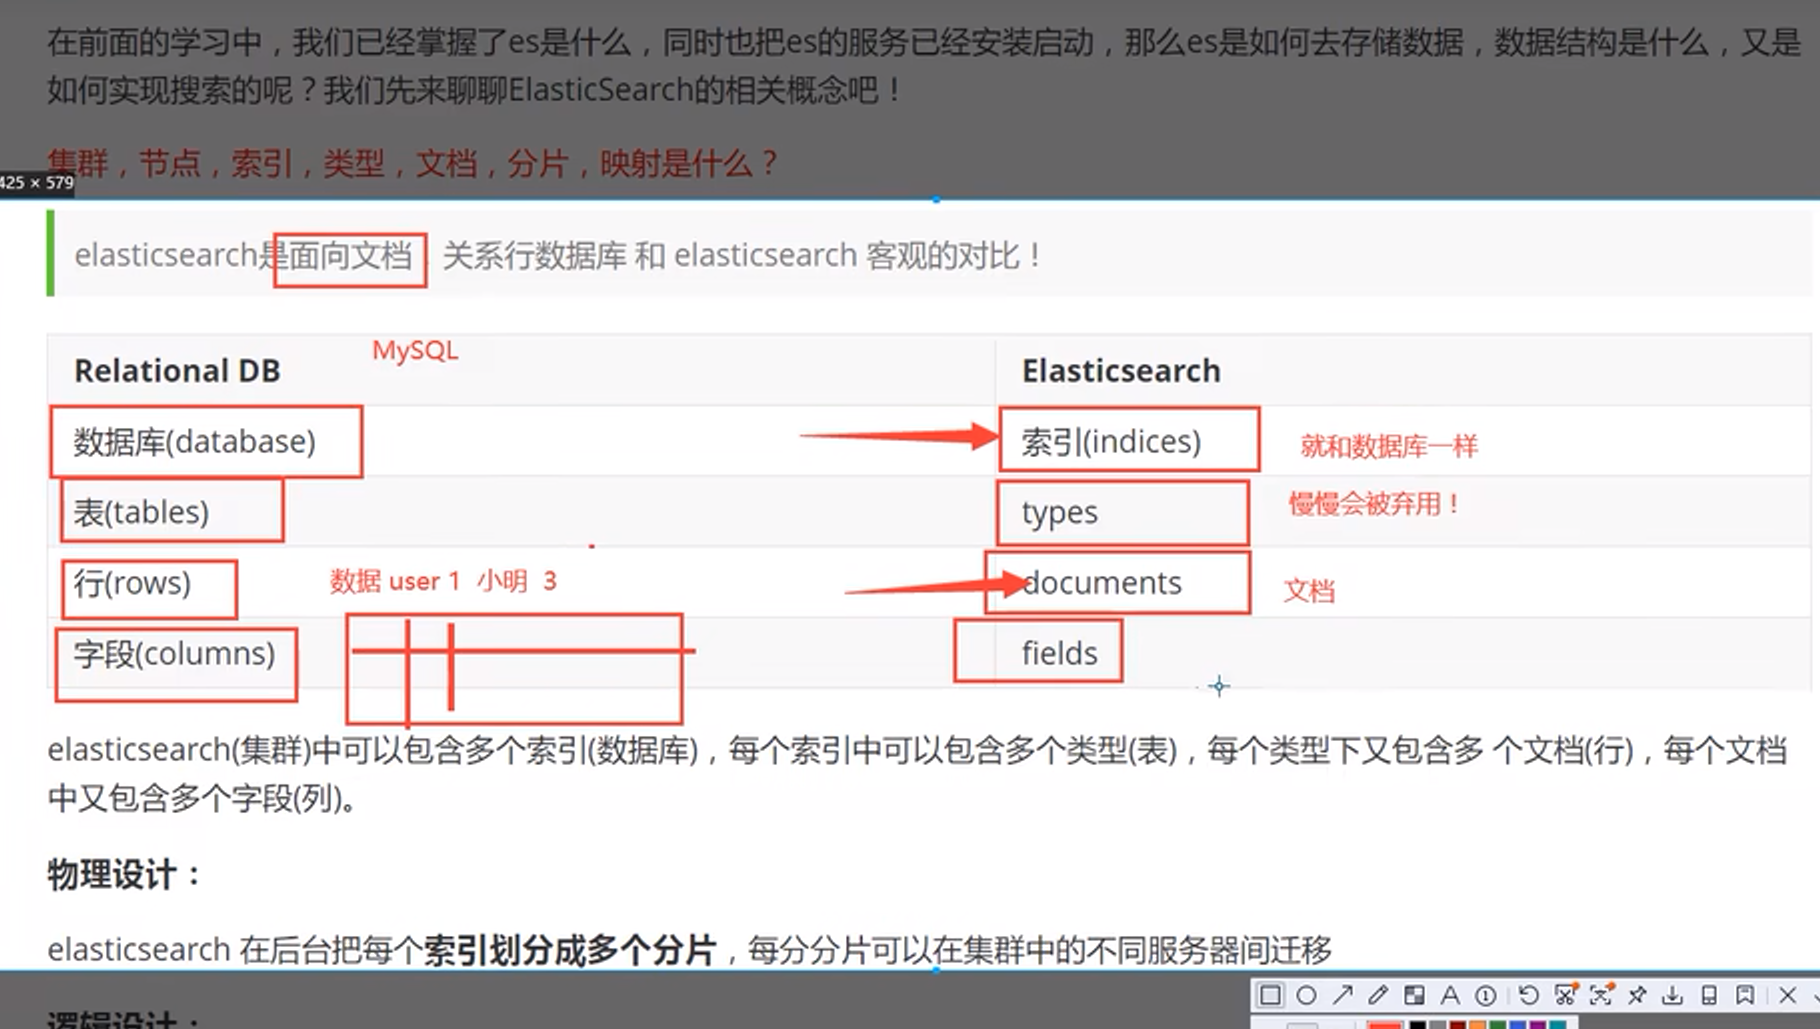 在前面的学习中，我们已经掌握了es是什么，同时也把es的服务已经安装启动，那么es是如何去存储数据，数据结构是什么，又是
如何实现搜索的呢？我们先来聊聊ElasticSearch的相关概念吧！
集群，节点，索引，类型，文档，分片，映射是什么？
425 × 579
elasticsearch是面向文档 关系行数据库 和 elasticsearch 客观的对比！
MySQL
Relational DB Elasticsearch
数据库(database) 索引(indices) 就和数据库一样
表(tables) types 慢慢会被弃用！
行(rows) 数据 user 1 小明 3 documents 文档
字段(columns) fields
elasticsearch(集群)中可以包含多个索引(数据库)，每个索引中可以包含多个类型(表)，每个类型下又包含多 个文档(行)，每个文档
中又包含多个字段(列)。
物理设计：
elasticsearch 在后台把每个索引划分成多个分片，每分分片可以在集群中的不同服务器间迁移
逻辑设计：